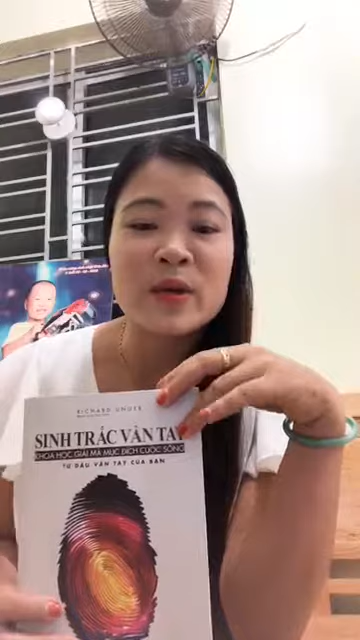 RICHARD UNGER
SINH TRẮC VÂN TAY
KHOA HỌC GIẢI MÃ MỤC ĐÍCH CUỘC SỐNG
TỪ DẤU VÂN TAY CỦA BẠN